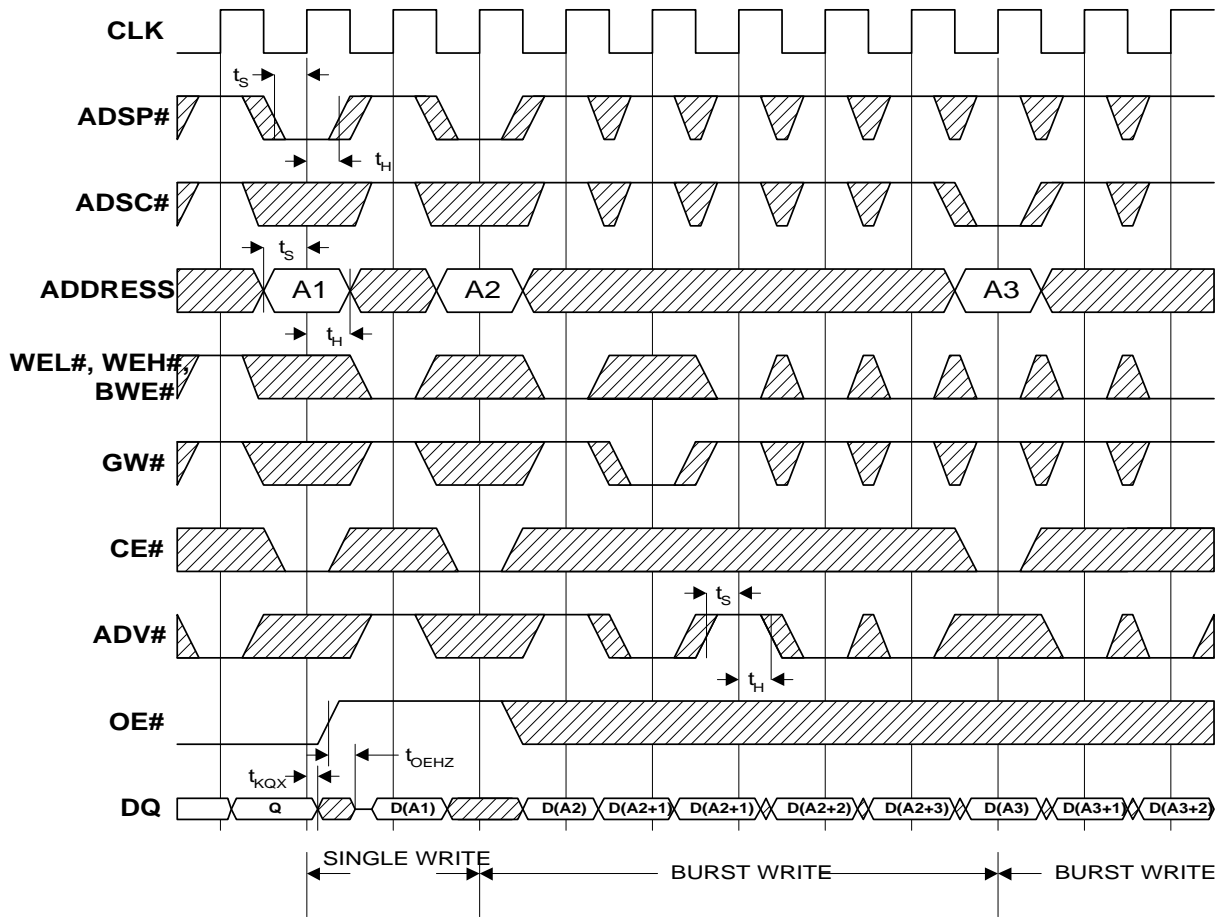 CLK
tS
ADSP#
tH
ADSC#
tS
ADDRESS A1 A2 A3
tH
WEL#, WEH#,
BWE#
GW#
CE#
tS
ADV#
tH
OE#
tOEHZ
tKQX
DQ Q D(A1) D(A2) D(A2+1) D(A2+1) D(A2+2) D(A2+3) D(A3) D(A3+1) D(A3+2)
SINGLE WRITE BURST WRITE BURST WRITE